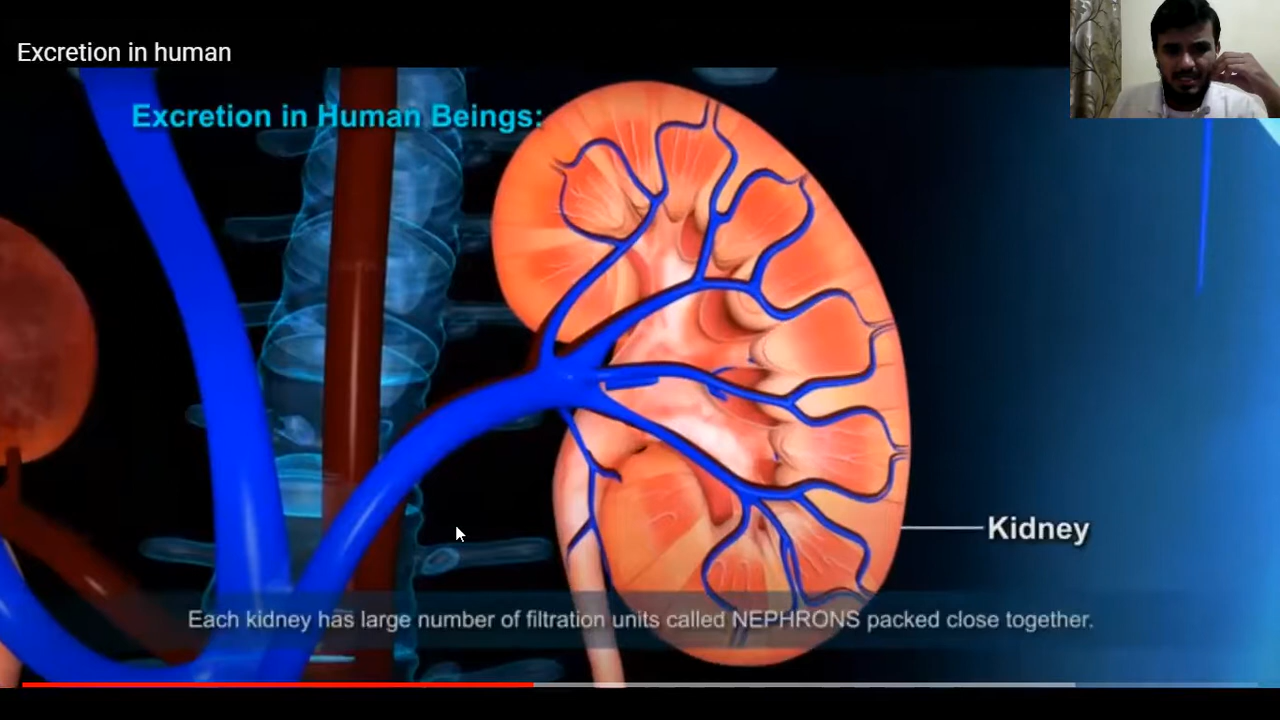 Excretion in human
Excretion in Human Beings:
Kidney
Each kidney has large number of filtration units called NEPHRONS packed close together.